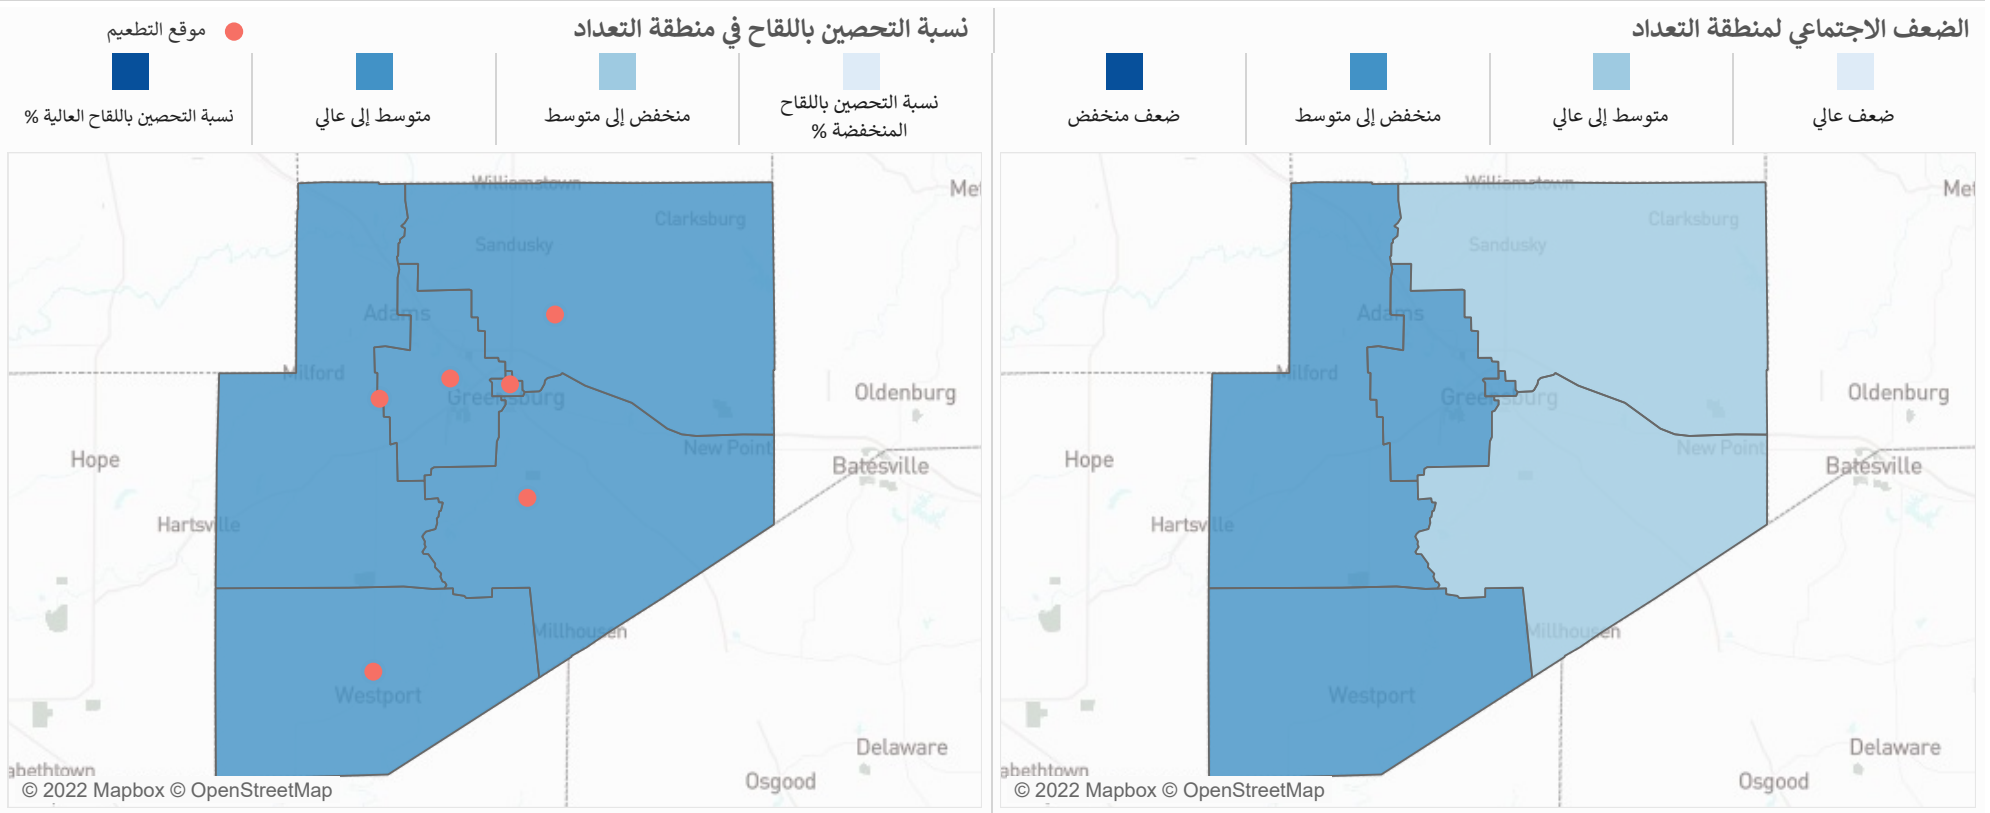 الضعف الاجتماعي لمنطقة التعداد
ضعف عالي
متوسط إلى عالي
منخفض إلى متوسط
ضعف منخفض
Williamstown
Clarksburg
Sandusky
Adams
Milford
Greensburg
Oldenburg
New Point
Hope
Batesville
Hartsville
Millhousen
Westport
Delaware
abethtown
Osgood
© 2022 Mapbox © OpenStreetMap
نسبة التحصين باللقاح في منطقة التعداد
موقع التطعيم
نسبة التحصين باللقاح
المنخفضة %
منخفض إلى متوسط
متوسط إلى عالي
نسبة التحصين باللقاح العالية %
Williamstown
Clarksburg
Sandusky
Adams
Milford
Greensburg
Oldenburg
New Point
Hope
Batesville
Hartsville
Millhousen
Westport
Delaware
abethtown
Osgood
© 2022 Mapbox © OpenStreetMap